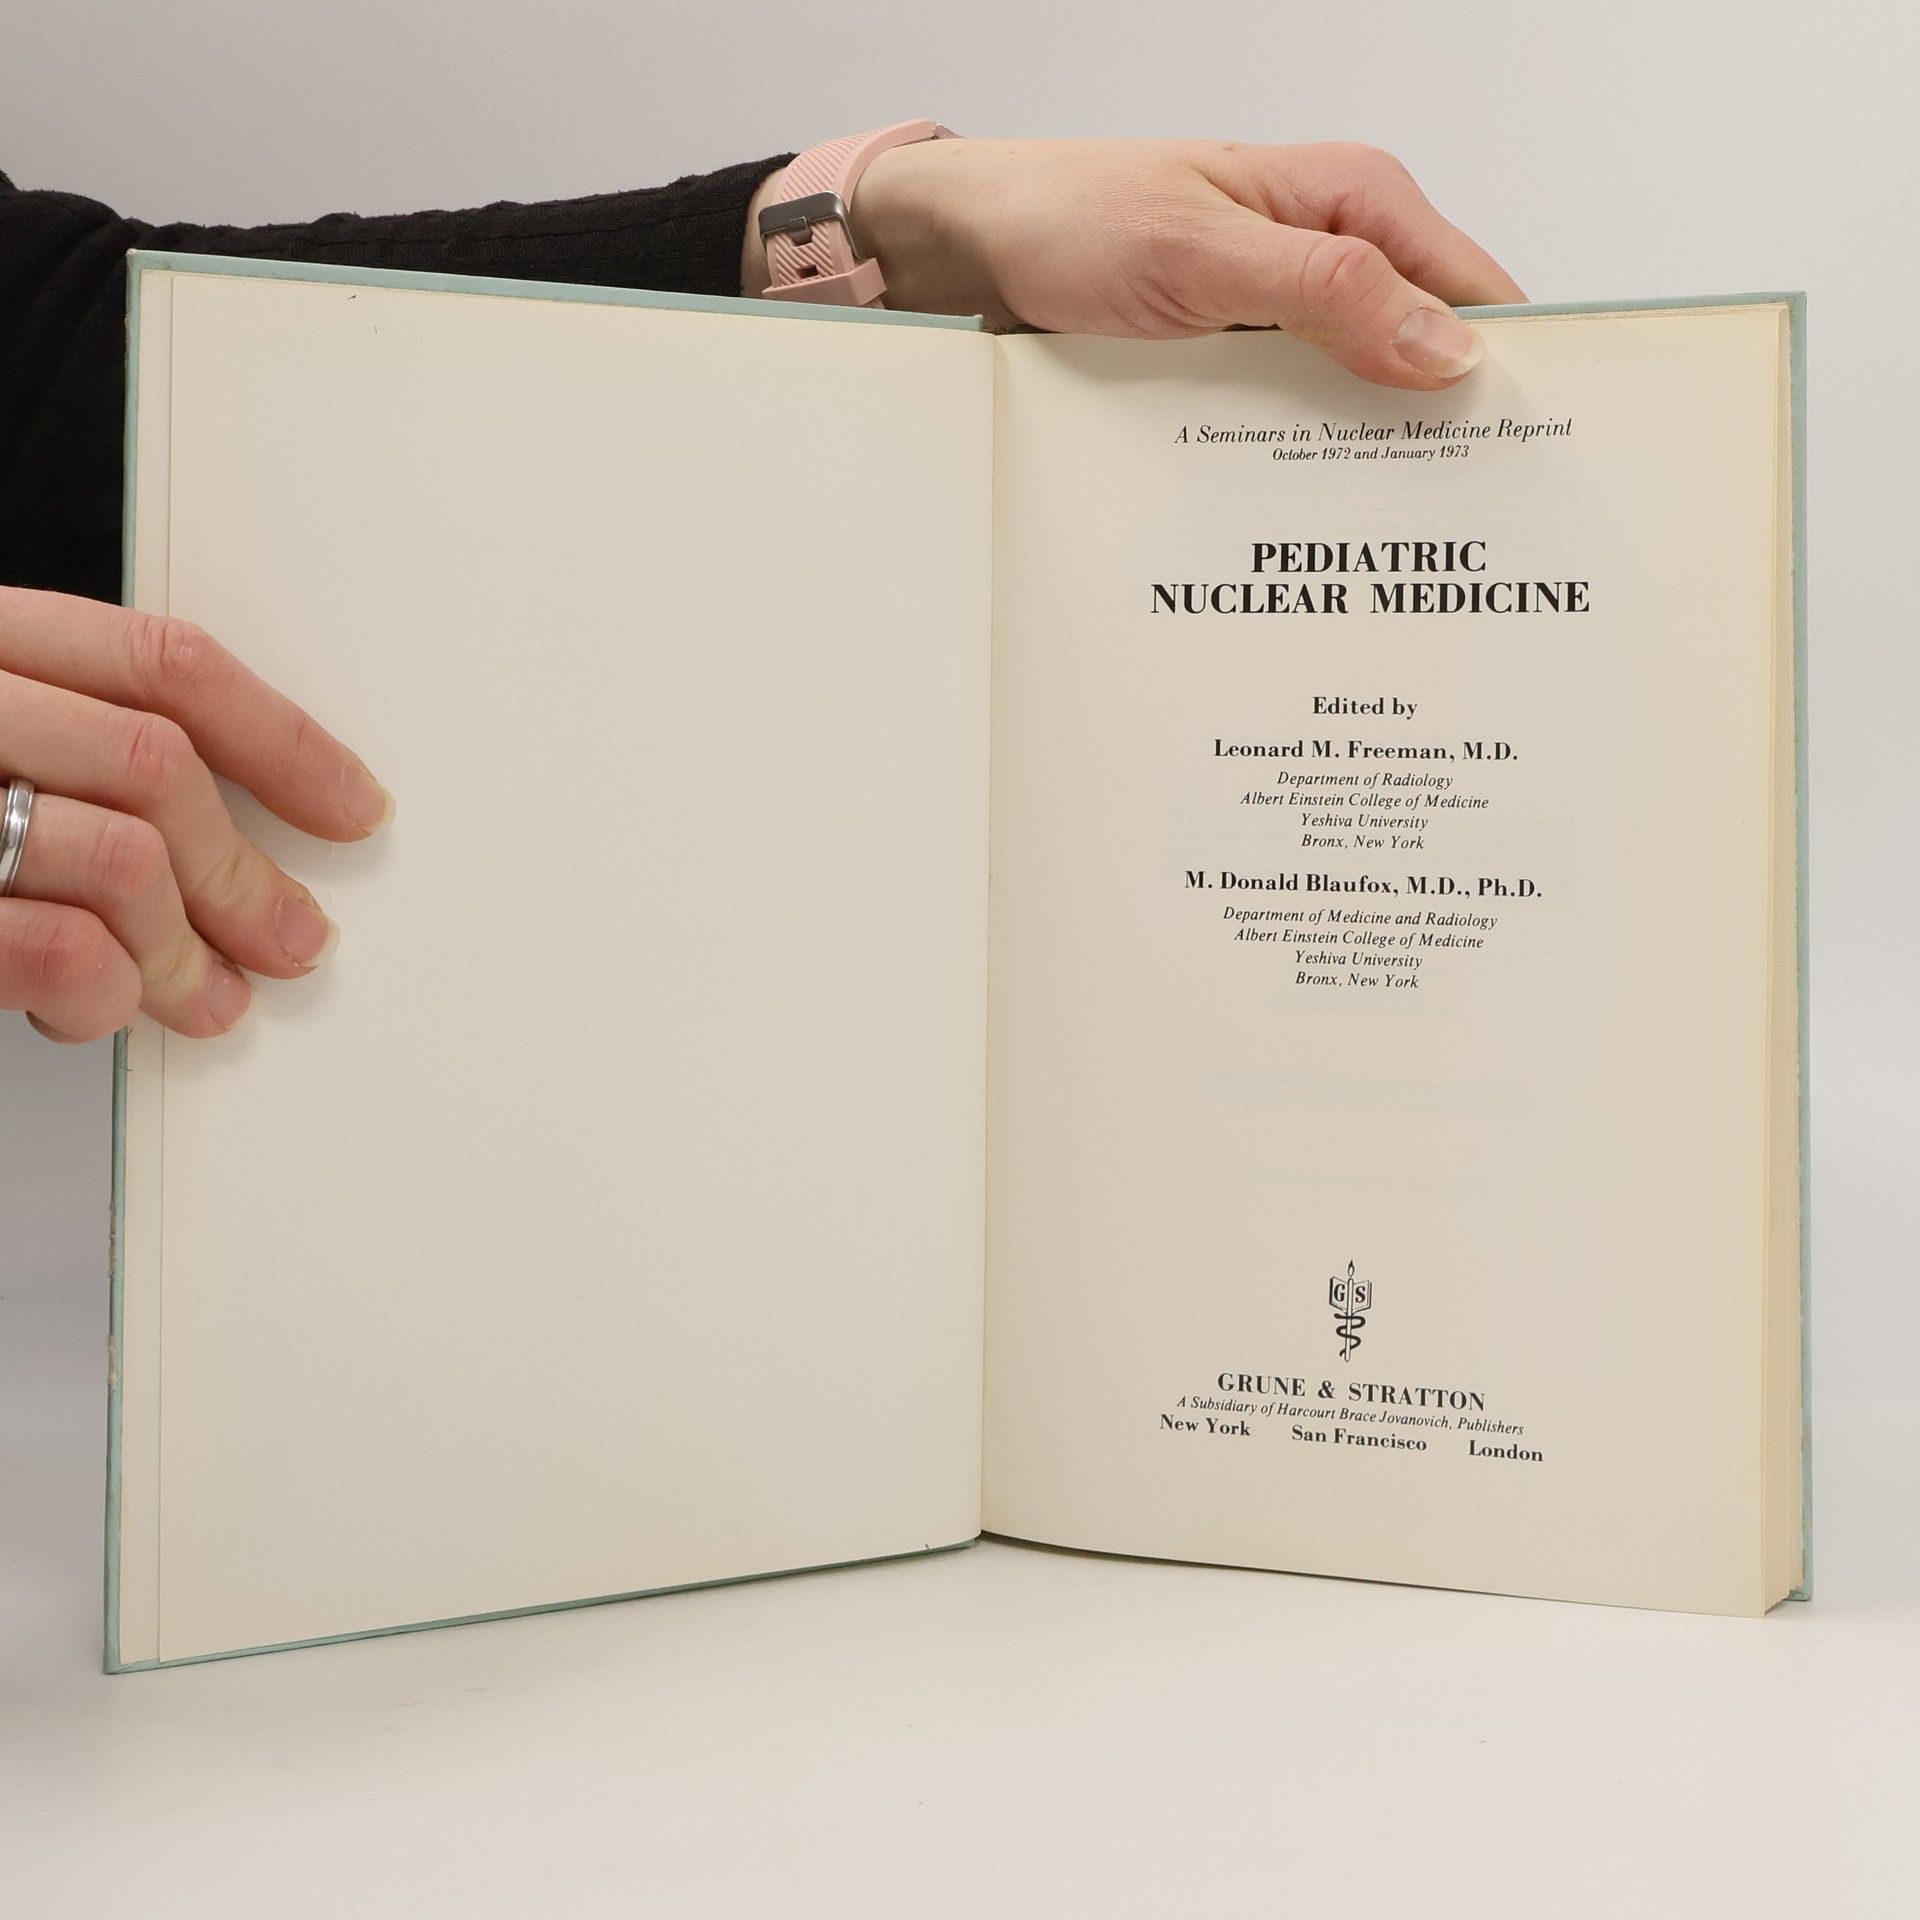 A Seminars in Nuclear Medicine Reprint
October 1972 and January 1973
PEDIATRIC
NUCLEAR MEDICINE
Edited by
Leonard M. Freeman, M.D.
Department of Radiology
Albert Einstein College of Medicine
Yeshiva University
Bronx, New York
M. Donald Blaufox, M.D., Ph.D.
Department of Medicine and Radiology
Albert Einstein College of Medicine
Yeshiva University
Bronx, New York
G S
GRUNE & STRATTON
A Subsidiary of Harcourt Brace Jovanovich, Publishers
New York San Francisco London